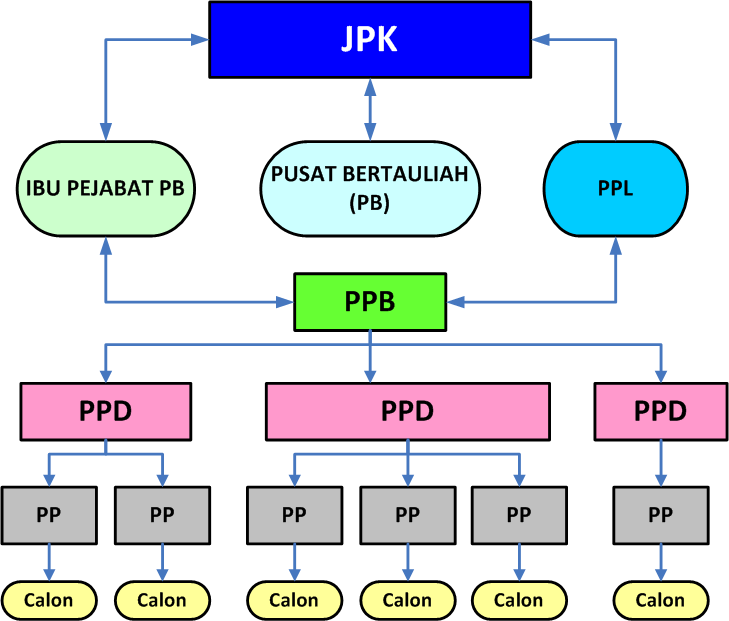 JPK
IBU PEJABAT PB
PUSAT BERTAULIAH
(PB)
PPL
PPB
PPD
PPD
PPD
PP
PP
PP
PP
PP
PP
Calon
Calon
Calon
Calon
Calon
Calon